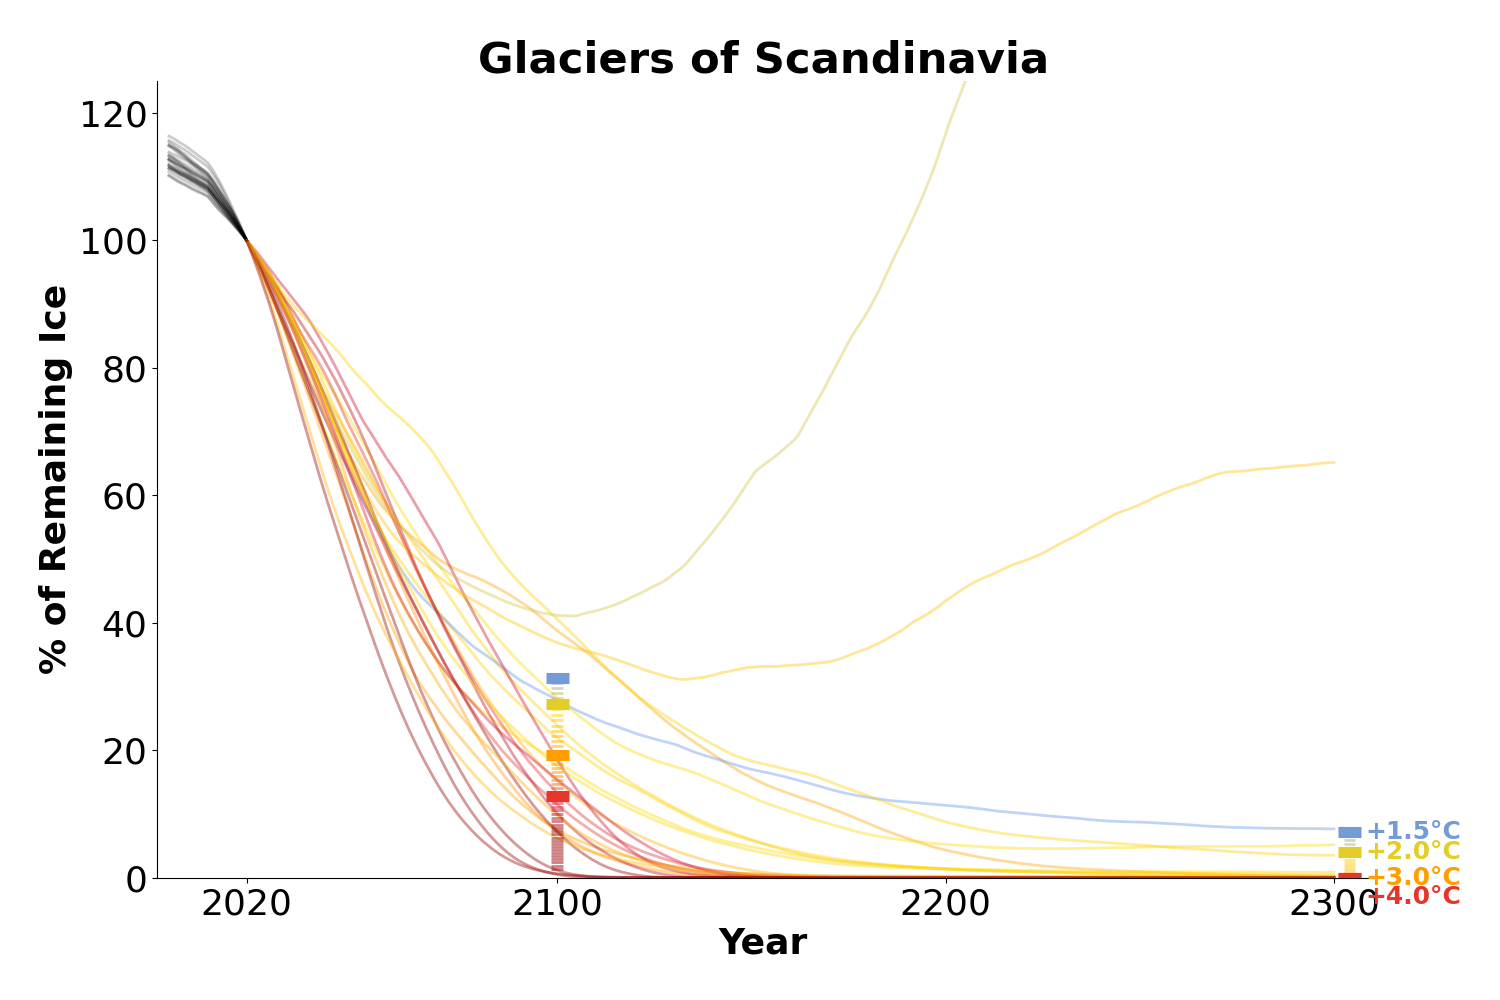 Glaciers of Scandinavia
120
100
80
60
40
20
0
% of Remaining Ice
2020
2100
2200
2300
Year
+1.5°C
+2.0°C
+3.0°C
+4.0°C